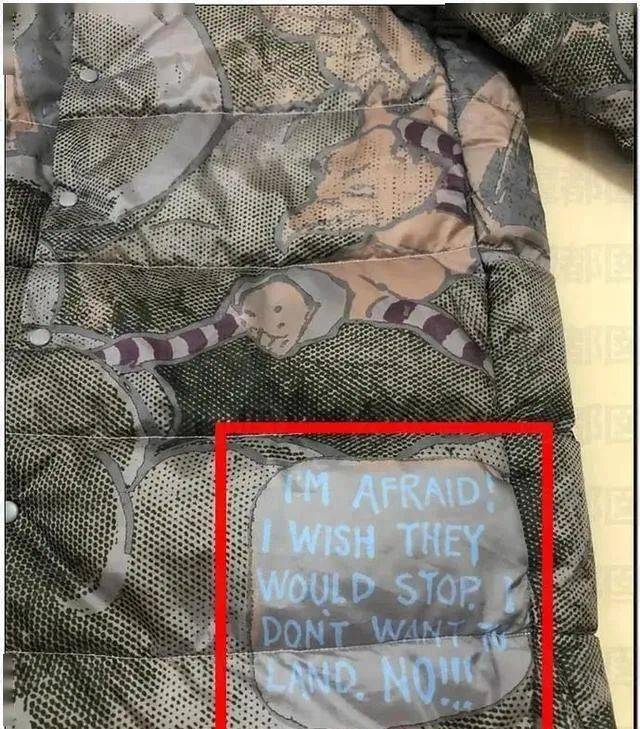 I'M AFRAID!
I WISH THEY
WOULD STOP. I
DON'T WANT TO
LAND. NO!!!